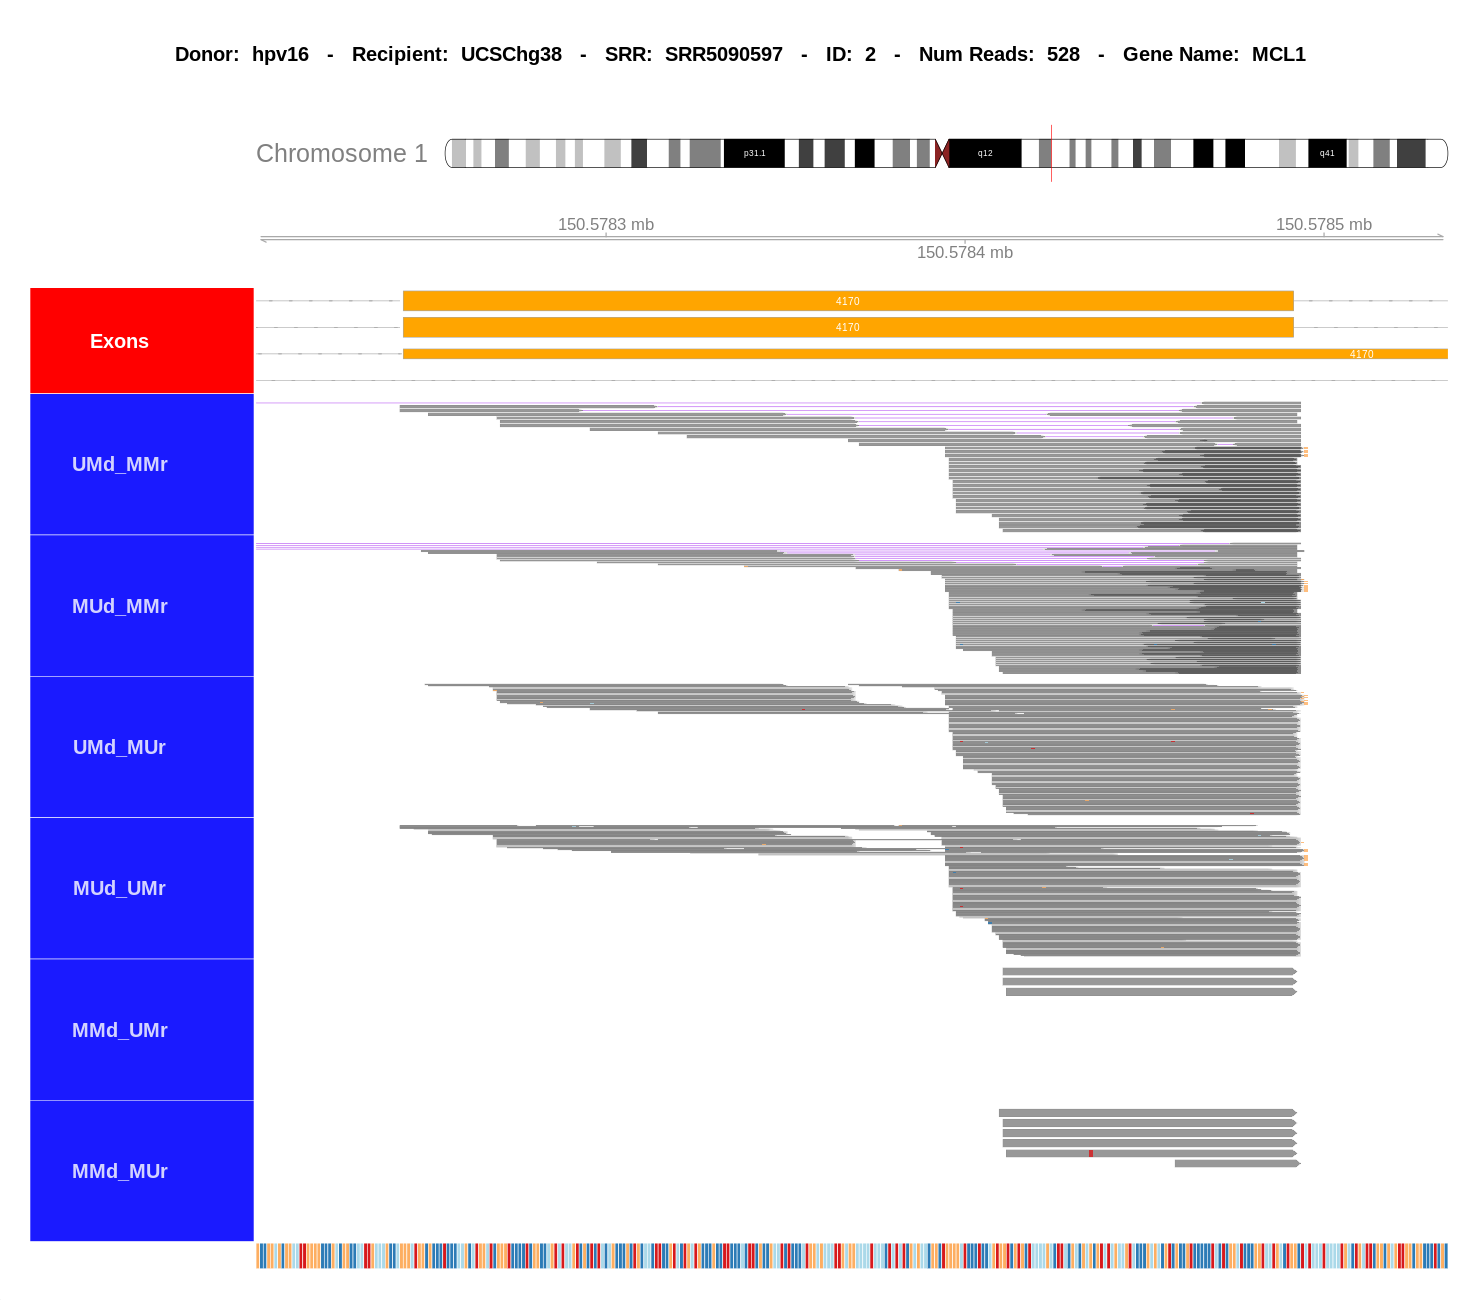 Donor: hpv16 - Recipient: UCSChg38 - SRR: SRR5090597 - ID: 2 - Num Reads: 528 - Gene Name: MCL1
Chromosome 1
p31.1
q12
q41
150.5783 mb
150.5785 mb
150.5784 mb
4170
Exons
4170
4170
UMd_MMr
MUd_MMr
UMd_MUr
MUd_UMr
MMd_UMr
MMd_MUr